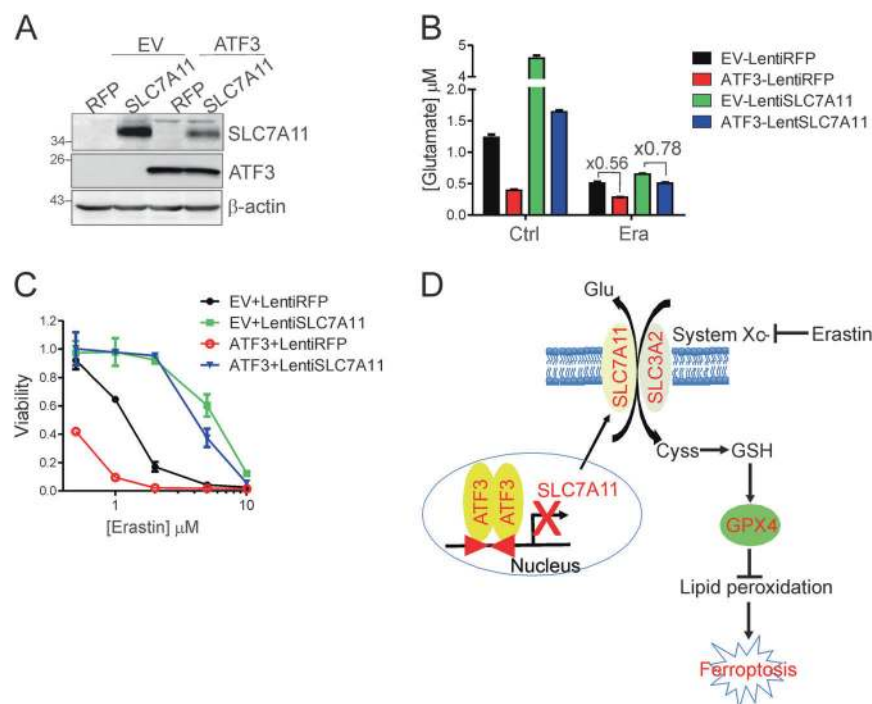 A
EV
ATF3
RFP
SLC7A11
RFP
SLC7A11
34
SLC7A11
26
ATF3
43
β-actin
B
[Glutamate] μM
5
4
2.0
1.5
1.0
0.5
0.0
x0.56
x0.78
Ctrl
Era
EV-LentiRFP
ATF3-LentiRFP
EV-LentiSLC7A11
ATF3-LentSLC7A11
C
EV+LentiRFP
EV+LentiSLC7A11
ATF3+LentiRFP
ATF3+LentiSLC7A11
Viability
1.2
1.0
0.8
0.6
0.4
0.2
0.0
1
10
[Erastin] μM
D
Glu
SLC7A11
SLC3A2
System Xc-
Erastin
Cyss
GSH
ATF3
ATF3
SLC7A11
X
Nucleus
GPX4
Lipid peroxidation
Ferroptosis